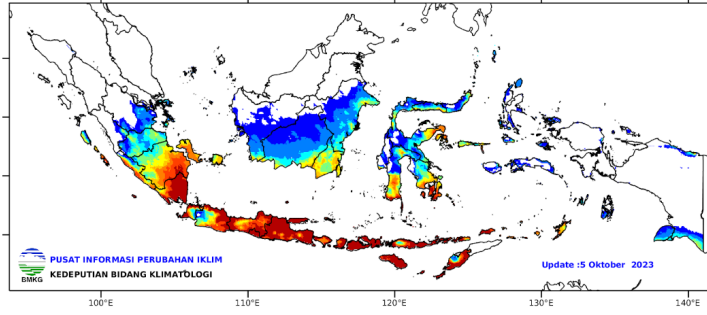 PUSAT INFORMASI PERUBAHAN IKLIM
KEDEPUTIAN BIDANG KLIMATOLOGI
BMKG
Update :5 Oktober 2023
100°E 110°E 120°E 130°E 140°E